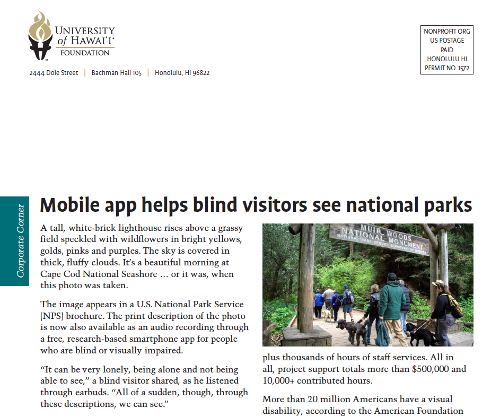 UNIVERSITY
of HAWAI‘I®
FOUNDATION
2444 Dole Street | Bachman Hall 105 | Honolulu, HI 96822
NONPROFIT ORG
US POSTAGE
PAID
HONOLULU HI
PERMIT NO. 1572
Corporate Corner
Mobile app helps blind visitors see national parks
A tall, white-brick lighthouse rises above a grassy
field speckled with wildflowers in bright yellows,
golds, pinks and purples. The sky is covered in
thick, fluffy clouds. It’s a beautiful morning at
Cape Cod National Seashore … or it was, when
this photo was taken.
The image appears in a U.S. National Park Service
(NPS) brochure. The print description of the photo
is now also available as an audio recording through
a free, research-based smartphone app for people
who are blind or visually impaired.
“It can be very lonely, being alone and not being
able to see,” a blind visitor shared, as he listened
through earbuds. “All of a sudden, though, through
these descriptions, we can see.”
MUIR WOODS
NATIONAL MONUMENT
plus thousands of hours of staff services. All in
all, project support totals more than $500,000 and
10,000+ contributed hours.
More than 20 million Americans have a visual
disability, according to the American Foundation